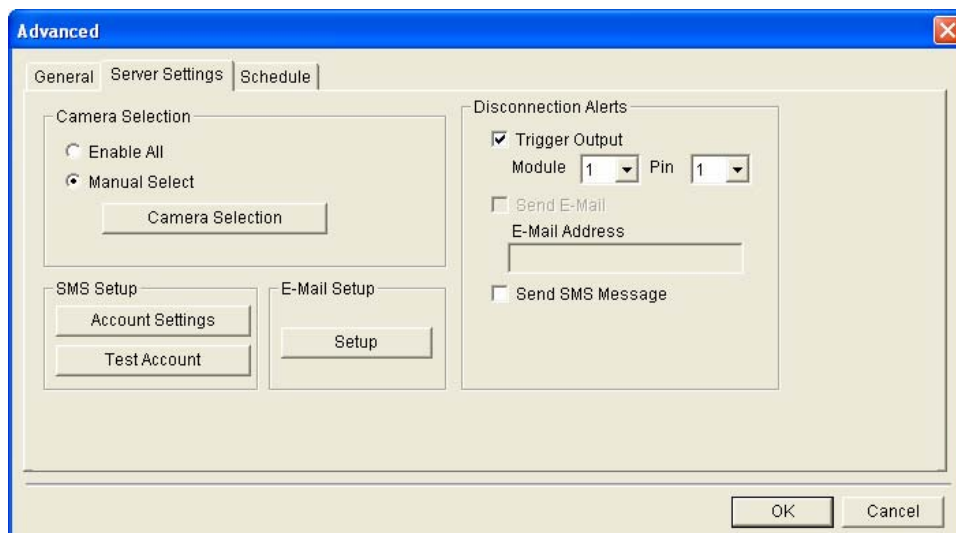 Advanced
General Server Settings Schedule
Camera Selection
Enable All
Manual Select
Camera Selection
SMS Setup
Account Settings
Test Account
E-Mail Setup
Setup
Disconnection Alerts
Trigger Output
Module 1 Pin 1
Send E-Mail
E-Mail Address
Send SMS Message
OK Cancel